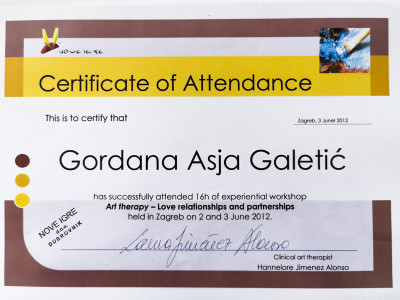 NOVE IGRE
Certificate of Attendance
This is to certify that
Zagreb, 3 Junel 2012
Gordana Asja Galetić
has successfully attended 16h of experiential workshop
Art therapy – Love relationships and partnerships
held in Zagreb on 2 and 3 June 2012.
NOVE IGRE
d.o.o.
DUBROVNIK
Clinical art therapist
Hannelore Jimenez Alonso